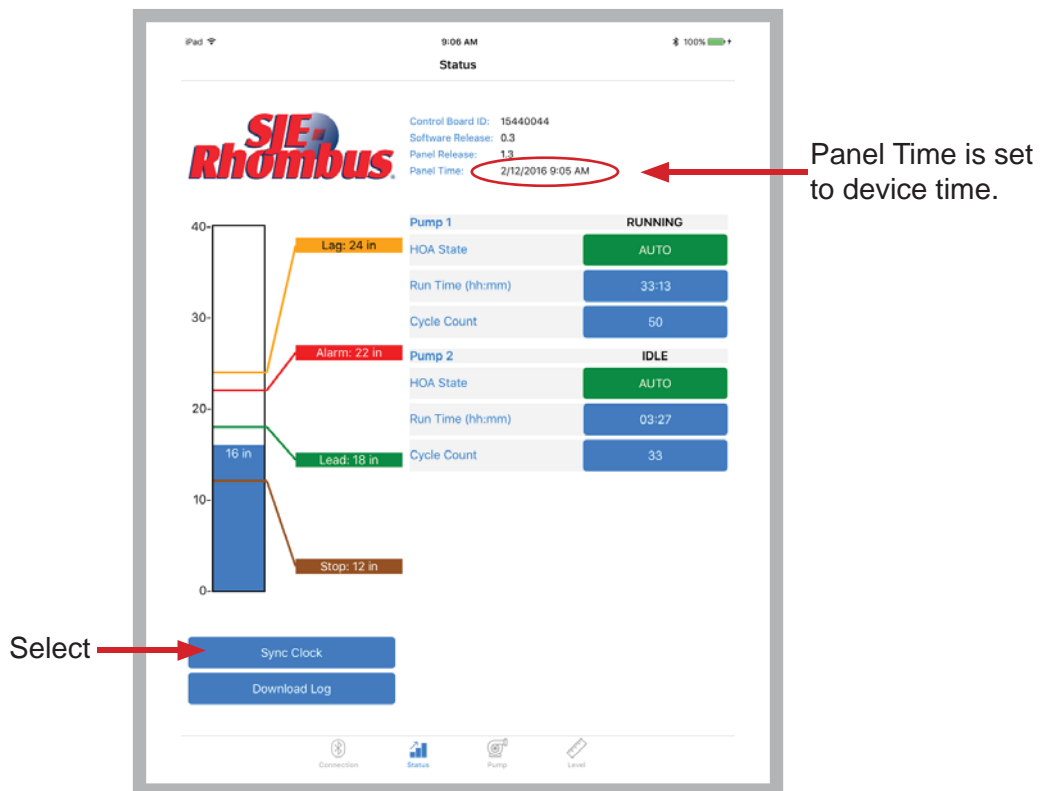 iPad 9:06 AM 100%
Status
SJE-
Rhombus.
Control Board ID: 15440044
Software Release: 0.3
Panel Release: 1.3
Panel Time: 2/12/2016 9:05 AM
Panel Time is set
to device time.
40-
30-
20-
10-
0-
16 in
Lag: 24 in
Alarm: 22 in
Lead: 18 in
Stop: 12 in
Pump 1 RUNNING
HOA State AUTO
Run Time (hh:mm) 33:13
Cycle Count 50
Pump 2 IDLE
HOA State AUTO
Run Time (hh:mm) 03:27
Cycle Count 33
Select
Sync Clock
Download Log
Connection Status Pump Level